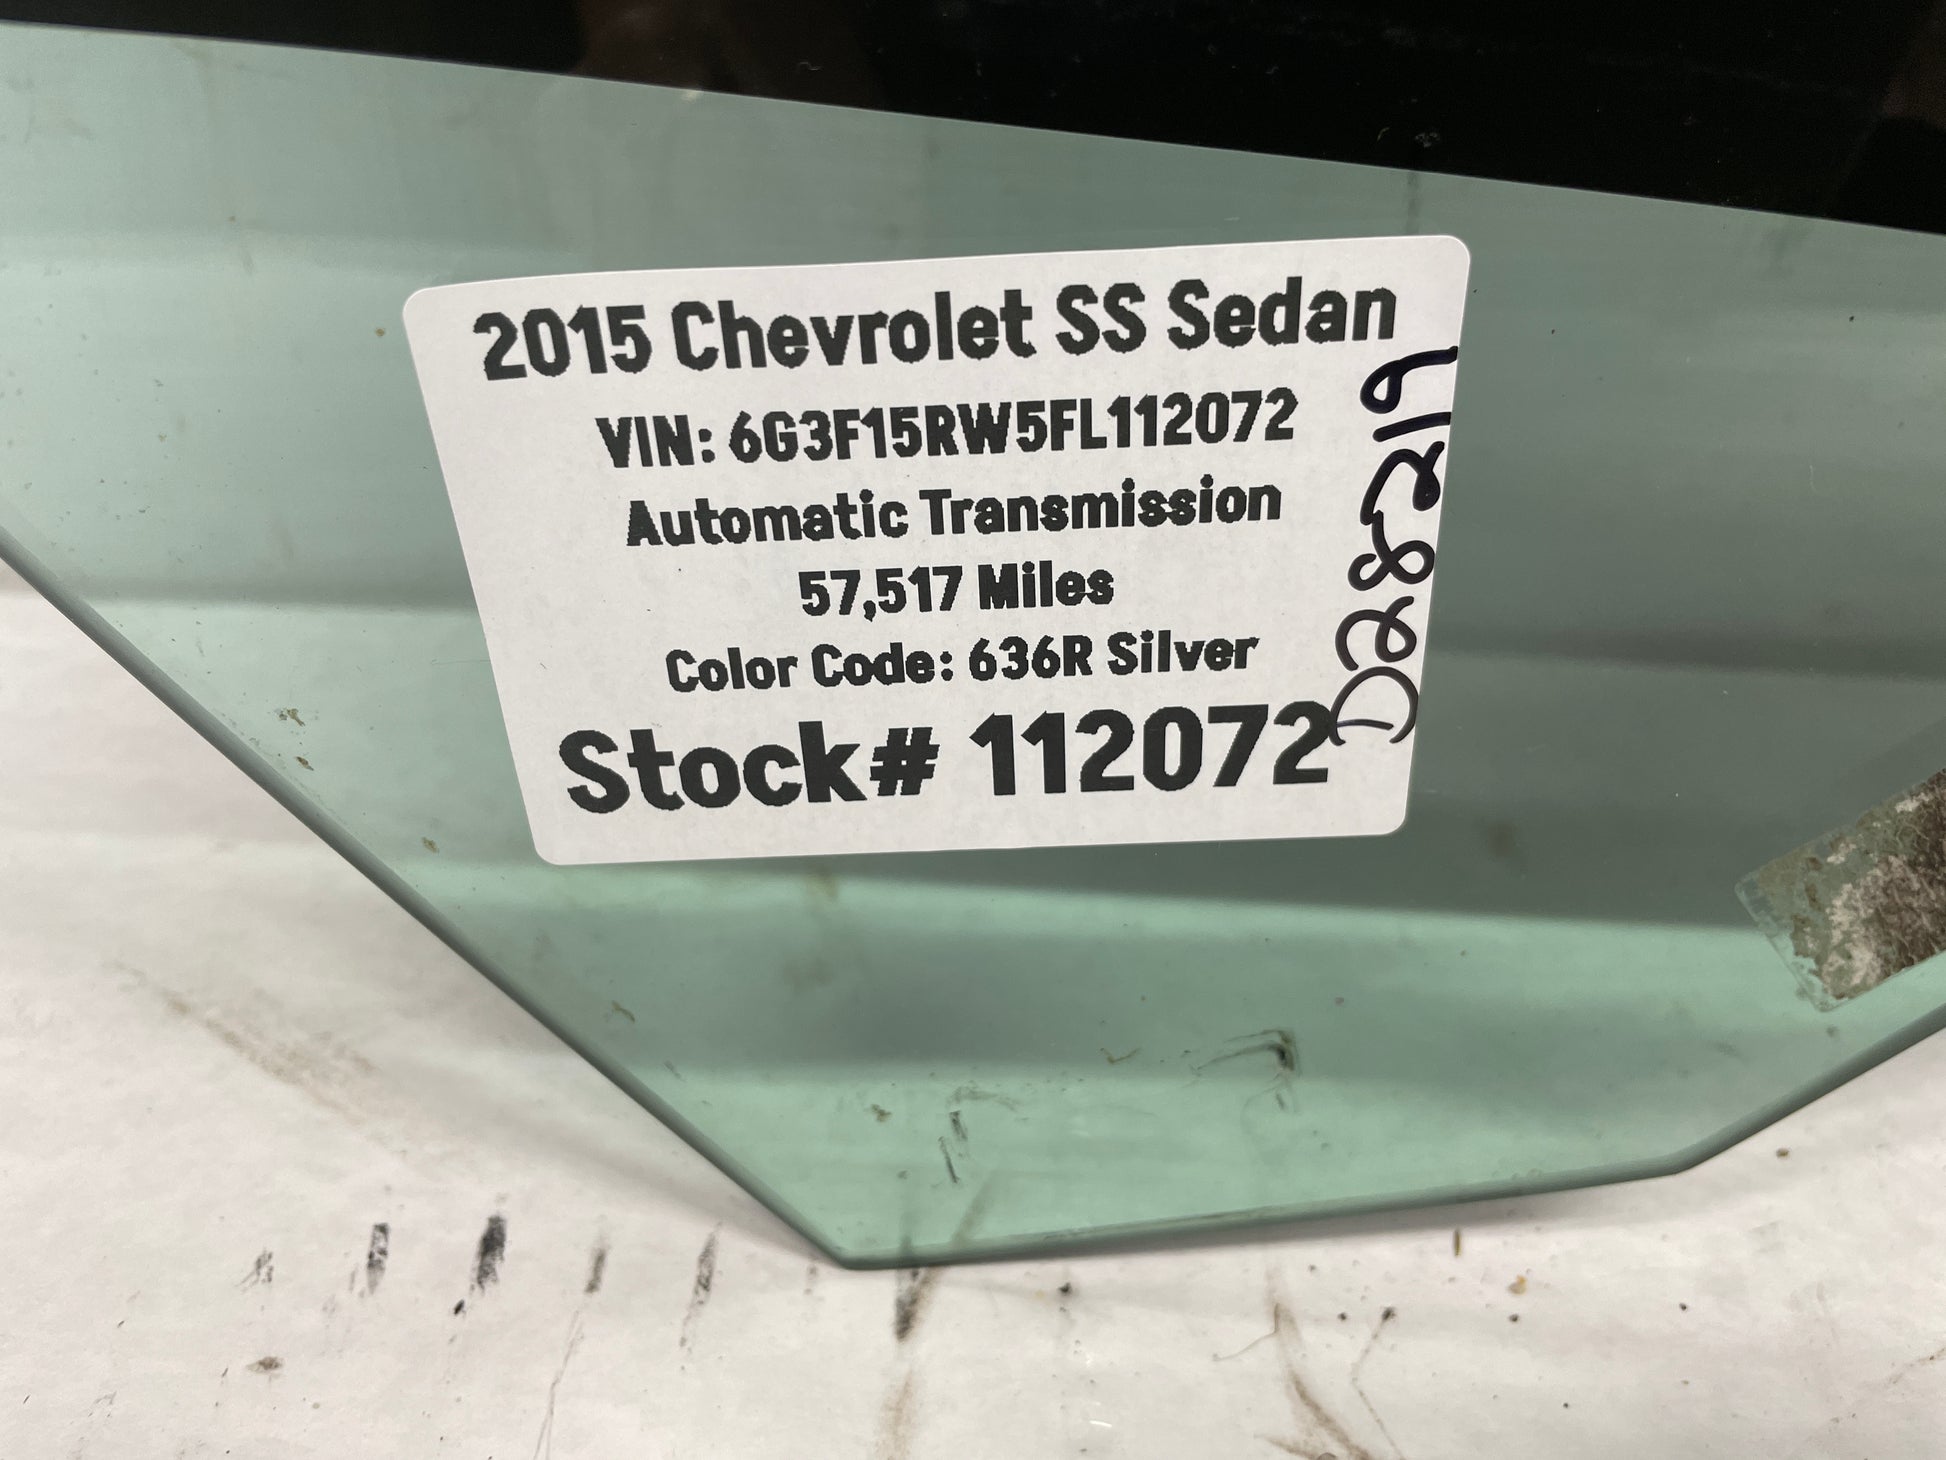 2015 Chevrolet SS Sedan
VIN: 6G3F15RW5FL112072
Automatic Transmission
57,517 Miles
Color Code: 636R Silver
Stock# 112072
D28219